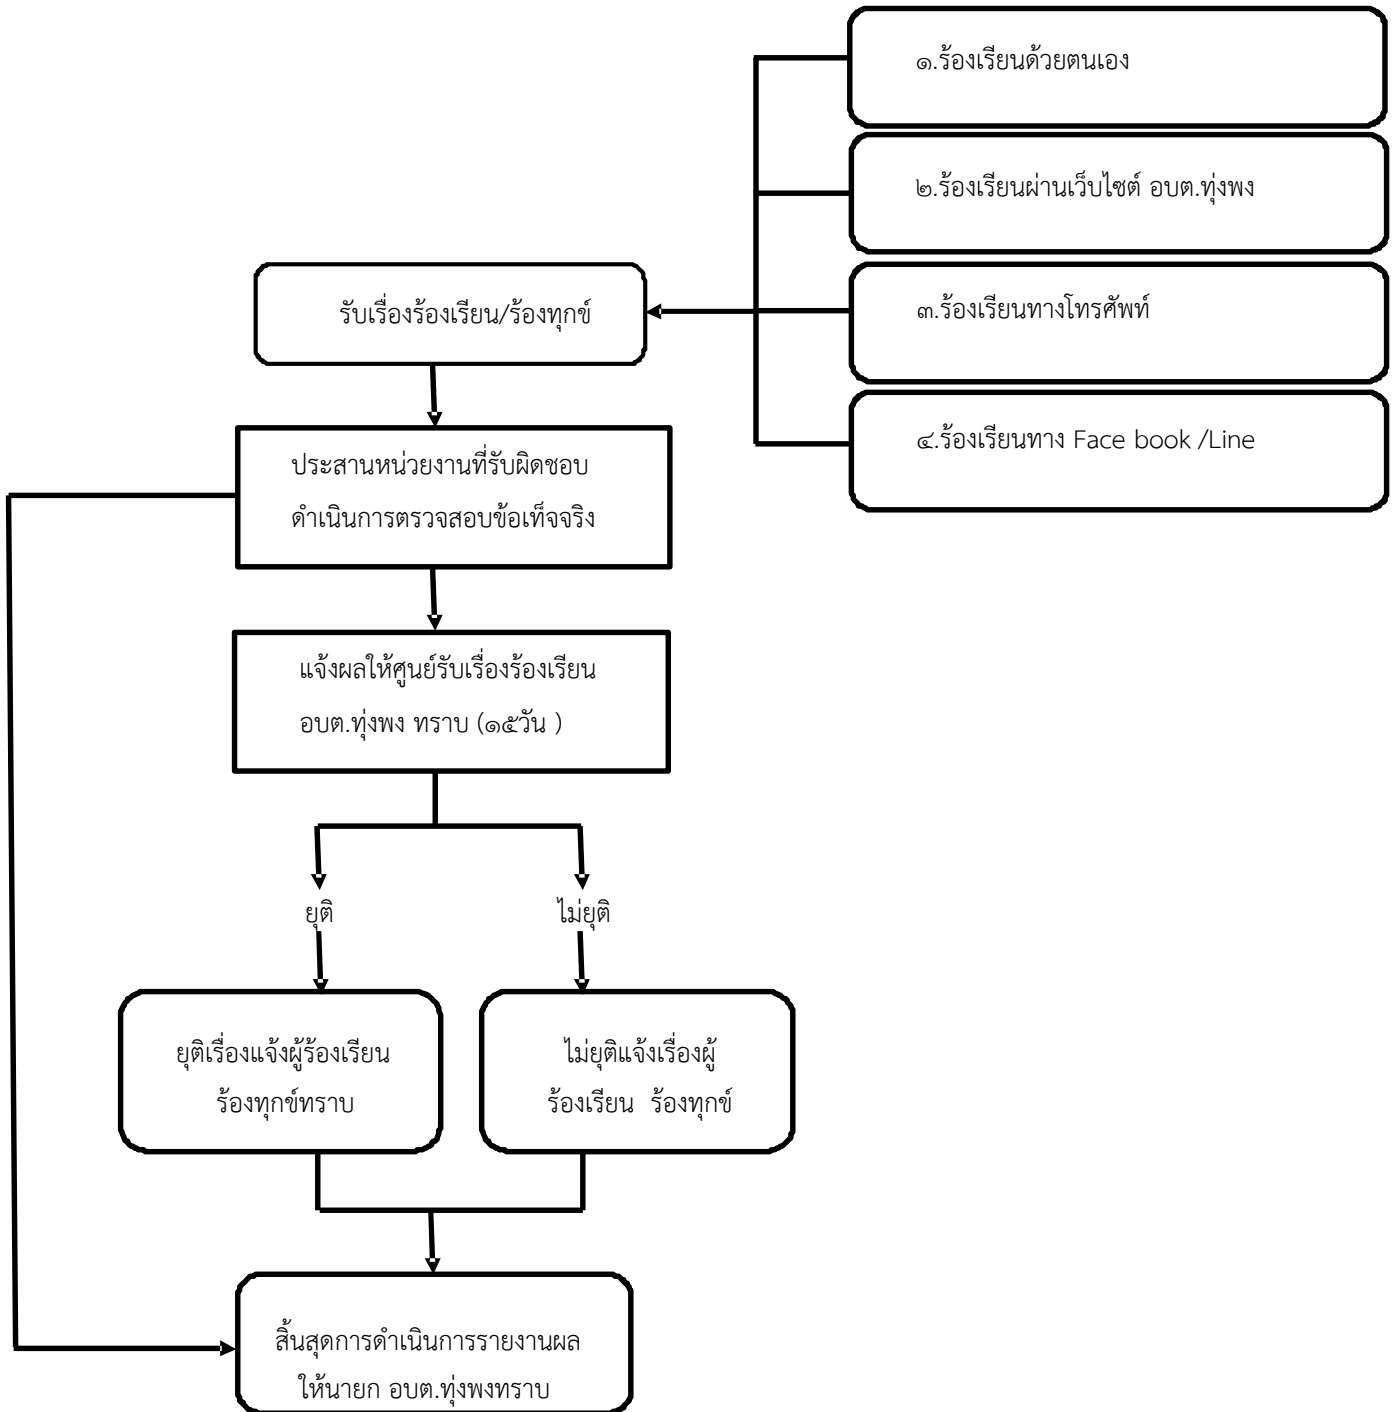 ๑.ร้องเรียนด้วยตนเอง
๒.ร้องเรียนผ่านเว็บไซต์ อบต.ทุ่งพง
๓.ร้องเรียนทางโทรศัพท์
๔.ร้องเรียนทาง Face book /Line
รับเรื่องร้องเรียน/ร้องทุกข์
ประสานหน่วยงานที่รับผิดชอบ
ดำเนินการตรวจสอบข้อเท็จจริง
แจ้งผลให้ศูนย์รับเรื่องร้องเรียน
อบต.ทุ่งพง ทราบ (๑๕วัน )
ยุติ
ไม่ยุติ
ยุติเรื่องแจ้งผู้ร้องเรียน
ร้องทุกข์ทราบ
ไม่ยุติแจ้งเรื่องผู้
ร้องเรียน  ร้องทุกข์
สิ้นสุดการดำเนินการรายงานผล
ให้นายก อบต.ทุ่งพงทราบ